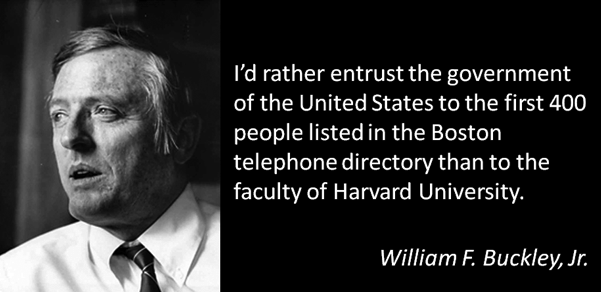 I’d rather entrust the government
of the United States to the first 400
people listed in the Boston
telephone directory than to the
faculty of Harvard University.
William F. Buckley, Jr.